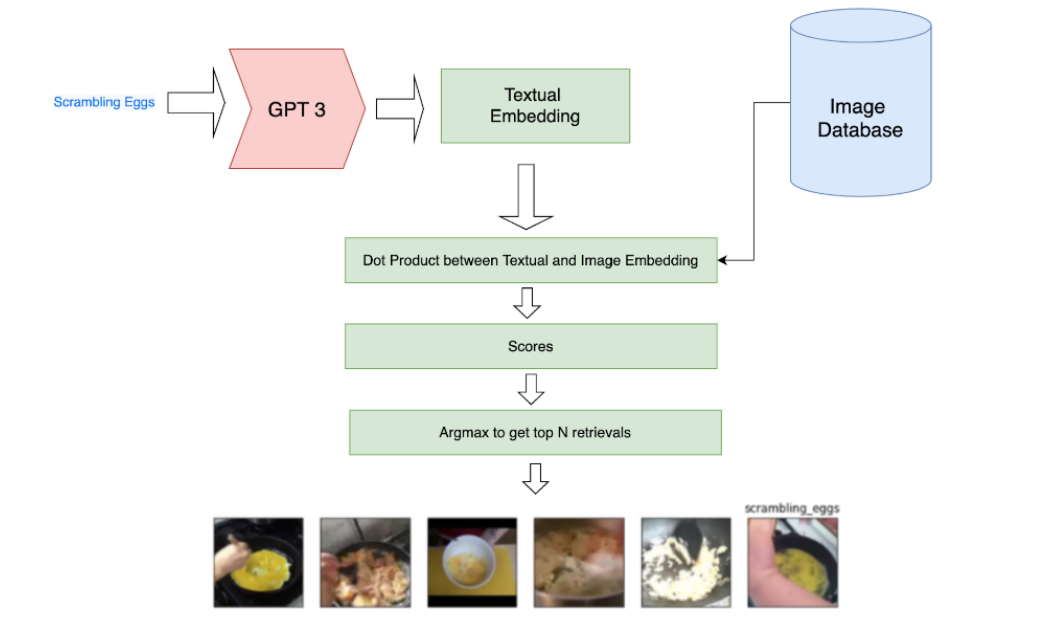 Scrambling Eggs
GPT 3
Textual
Embedding
Image
Database
Dot Product between Textual and Image Embedding
Scores
Argmax to get top N retrievals
scrambling_eggs